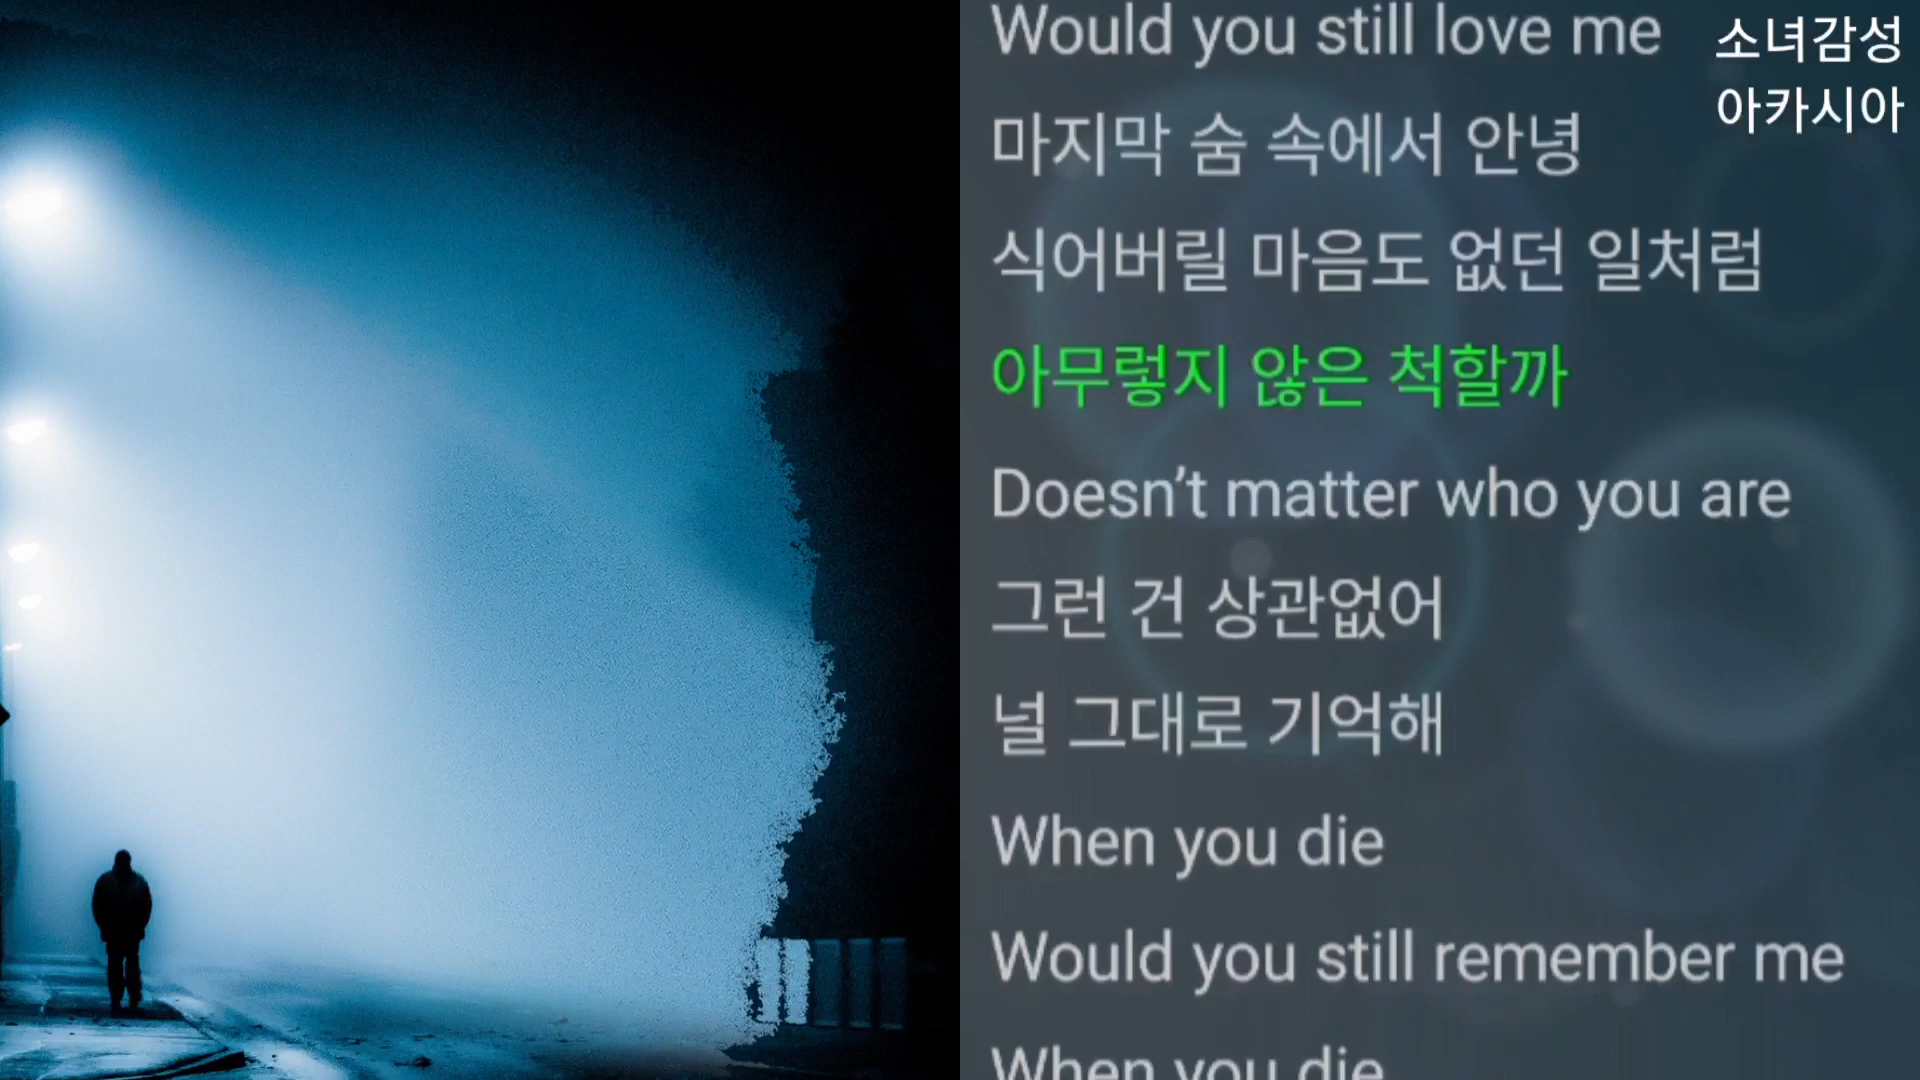 Would you still love me
소녀감성
아카시아
마지막 숨 속에서 안녕
식어버릴 마음도 없던 일처럼
아무렇지 않은 척할까
Doesn’t matter who you are
그런 건 상관없어
널 그대로 기억해
When you die
Would you still remember me
When you die